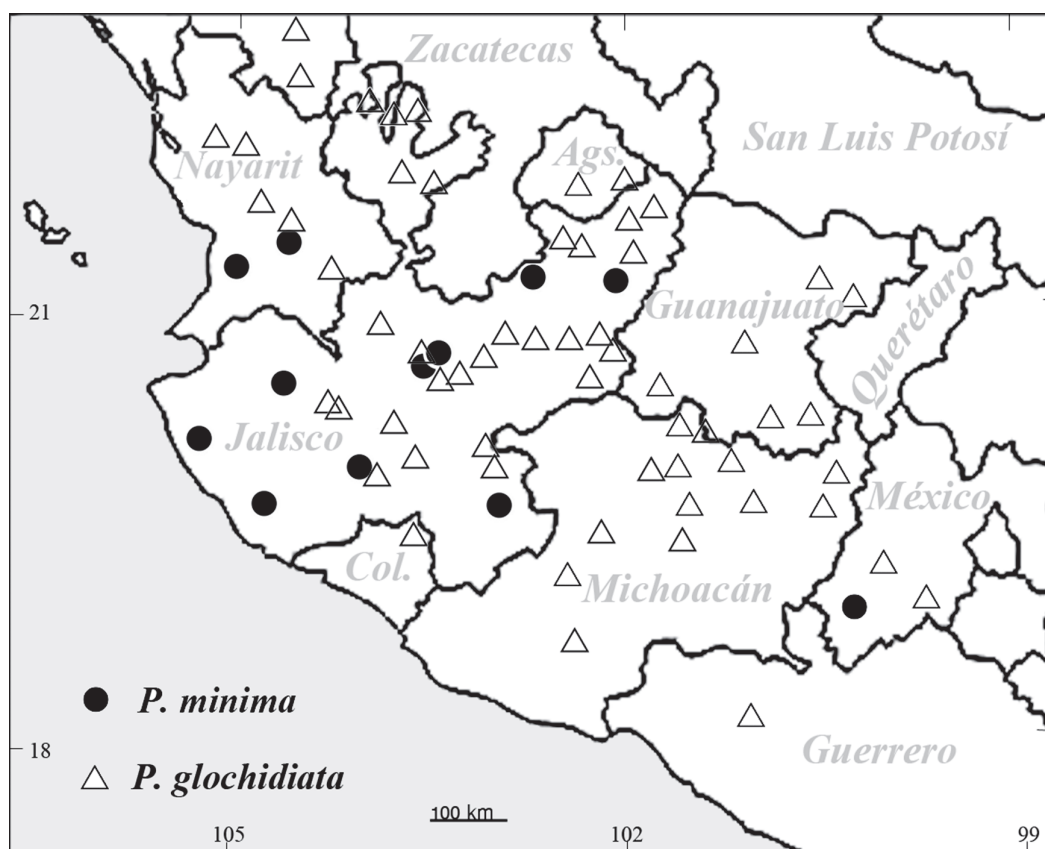 Zacatecas
San Luis Potosí
Ags.
Nayarit
21
Guanajuato
Querétaro
Jalisco
México
Col.
Michoacán
P. minima
18
Guerrero
P. glochidiata
100 km
105
102
99